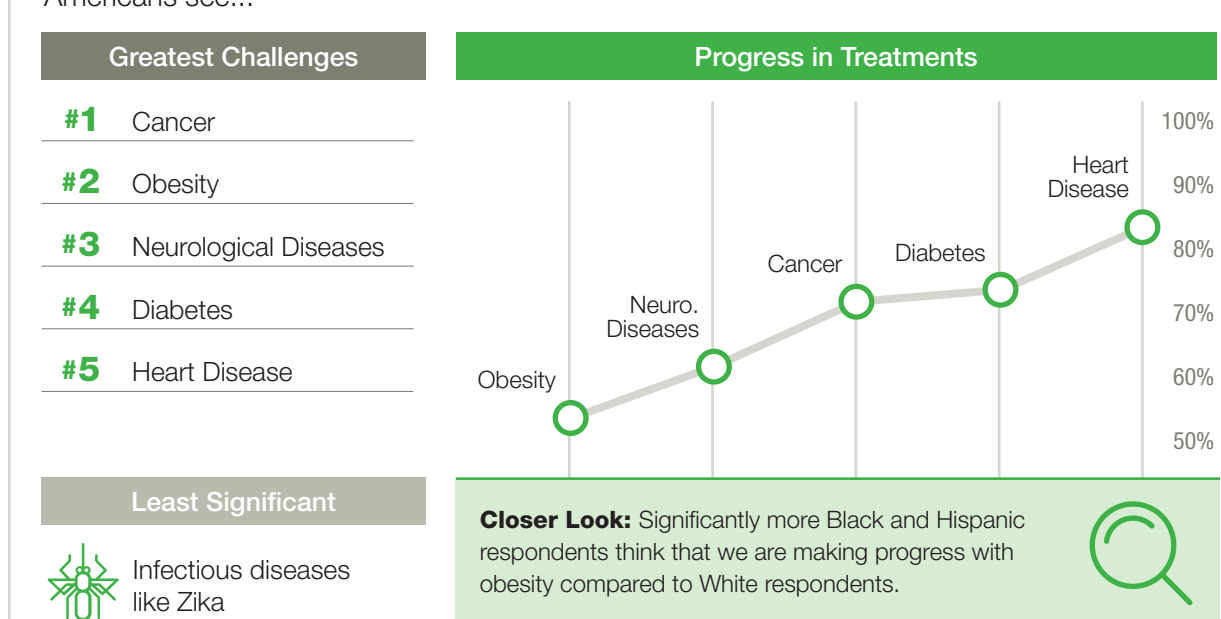 Americans see...
Greatest Challenges
#1 Cancer
#2 Obesity
#3 Neurological Diseases
#4 Diabetes
#5 Heart Disease
Least Significant
Infectious diseases
like Zika
Progress in Treatments
100%
90%
80%
70%
60%
50%
Obesity
Neuro.
Diseases
Cancer
Diabetes
Heart
Disease
Closer Look: Significantly more Black and Hispanic
respondents think that we are making progress with
obesity compared to White respondents.